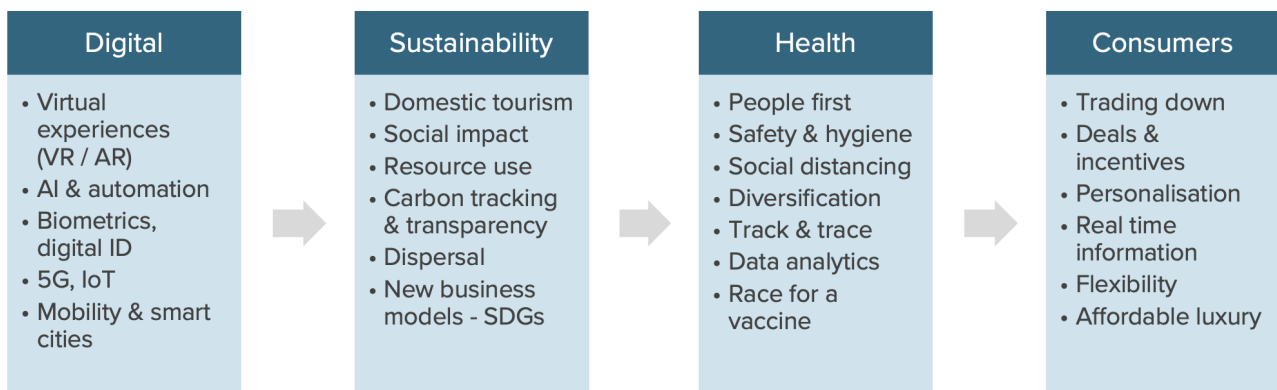 Digital
• Virtual
experiences
(VR / AR)
• AI & automation
• Biometrics,
digital ID
• 5G, IoT
• Mobility & smart
cities
Sustainability
• Domestic tourism
• Social impact
• Resource use
• Carbon tracking
& transparency
• Dispersal
• New business
models - SDGs
Health
• People first
• Safety & hygiene
• Social distancing
• Diversification
• Track & trace
• Data analytics
• Race for a
vaccine
Consumers
• Trading down
• Deals &
incentives
• Personalisation
• Real time
information
• Flexibility
• Affordable luxury